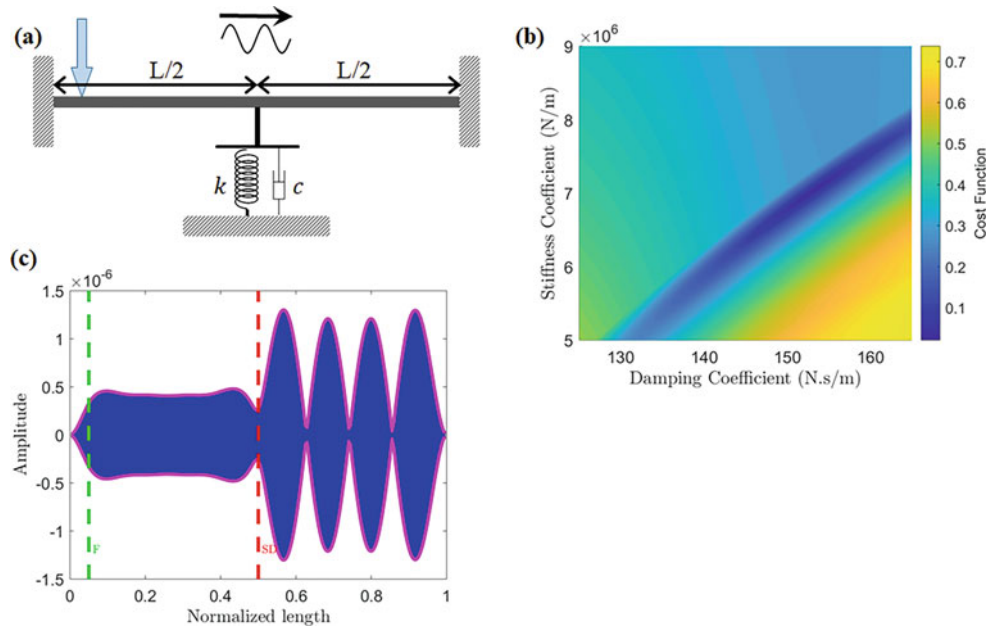 (a)
L/2
L/2
k
c
(b)
×10⁶
9
8
7
6
5
130
140
150
160
Stiffness Coefficient (N/m)
Damping Coefficient (N.s/m)
0.7
0.6
0.5
0.4
0.3
0.2
0.1
Cost Function
(c)
×10⁻⁶
1.5
1
0.5
0
-0.5
-1
-1.5
Amplitude
F
SD
0
0.2
0.4
0.6
0.8
1
Normalized length